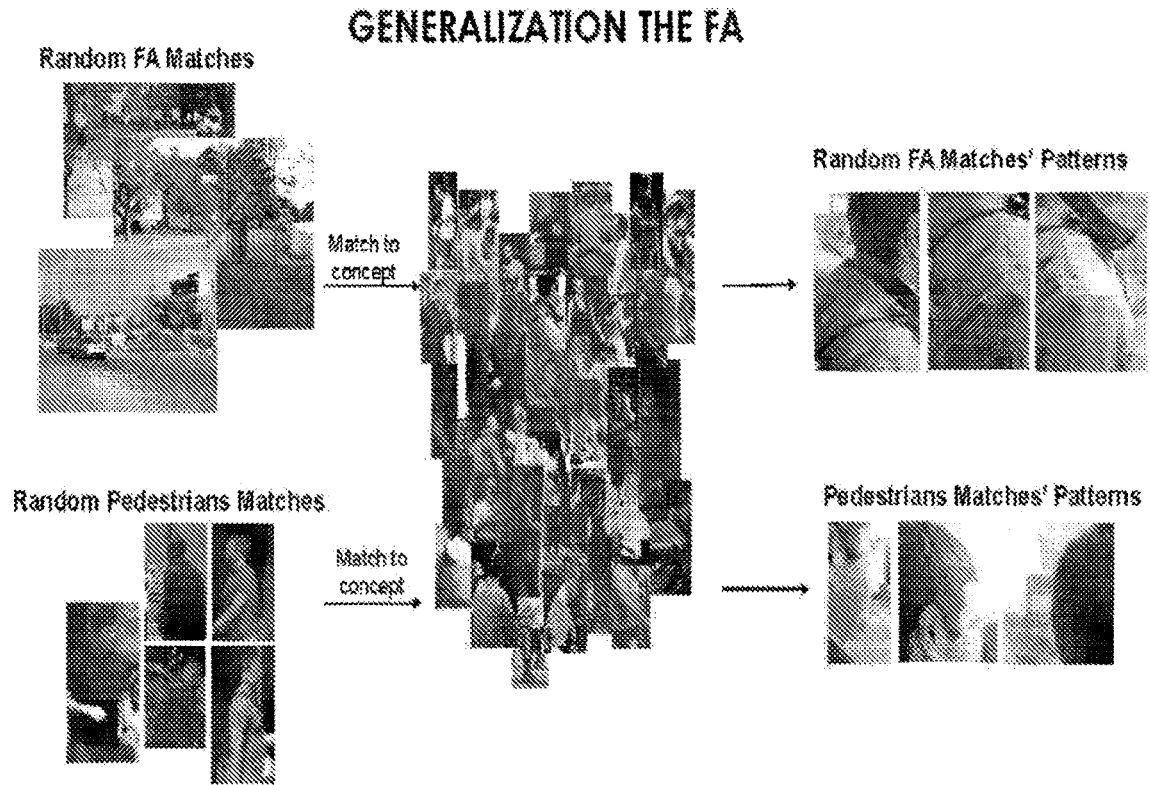 GENERALIZATION THE FA
Random FA Matches
Random FA Matches' Patterns
Match to
concept
Random Pedestrians Matches
Pedestrians Matches' Patterns
Match to
concept